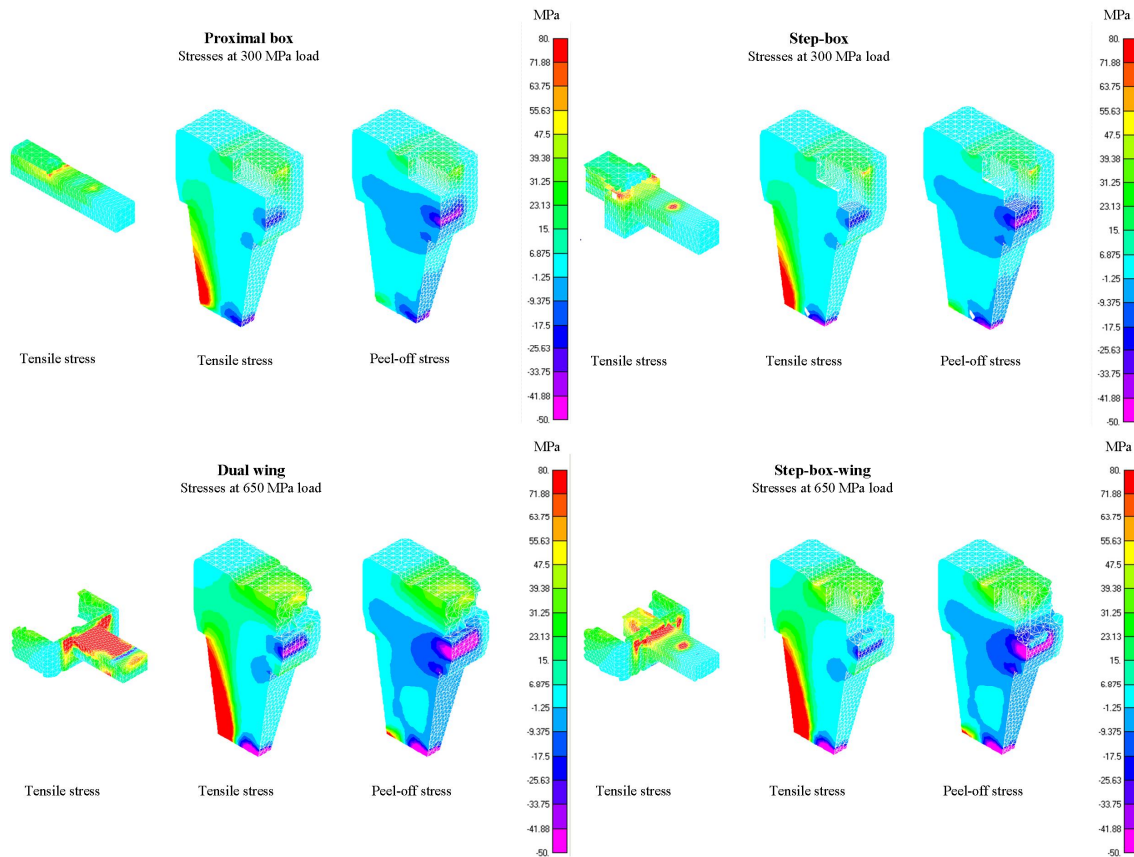 MPa
Proximal box
Stresses at 300 MPa load
80.
71.88
63.75
55.63
47.5
39.38
31.25
23.13
15.
6.875
-1.25
-9.375
-17.5
-25.63
-33.75
-41.88
-50.
Tensile stress
Tensile stress
Peel-off stress
MPa
Step-box
Stresses at 300 MPa load
80.
71.88
63.75
55.63
47.5
39.38
31.25
23.13
15.
6.875
-1.25
-9.375
-17.5
-25.63
-33.75
-41.88
-50.
Tensile stress
Tensile stress
Peel-off stress
MPa
Dual wing
Stresses at 650 MPa load
80.
71.88
63.75
55.63
47.5
39.38
31.25
23.13
15.
6.975
-1.25
-9.375
-17.5
-25.63
-33.75
-41.88
-50.
Tensile stress
Tensile stress
Peel-off stress
MPa
Step-box-wing
Stresses at 650 MPa load
80.
71.88
63.75
55.63
47.5
39.38
31.25
23.13
15.
6.975
-1.25
-9.375
-17.5
-25.63
-33.75
-41.88
-50.
Tensile stress
Tensile stress
Peel-off stress